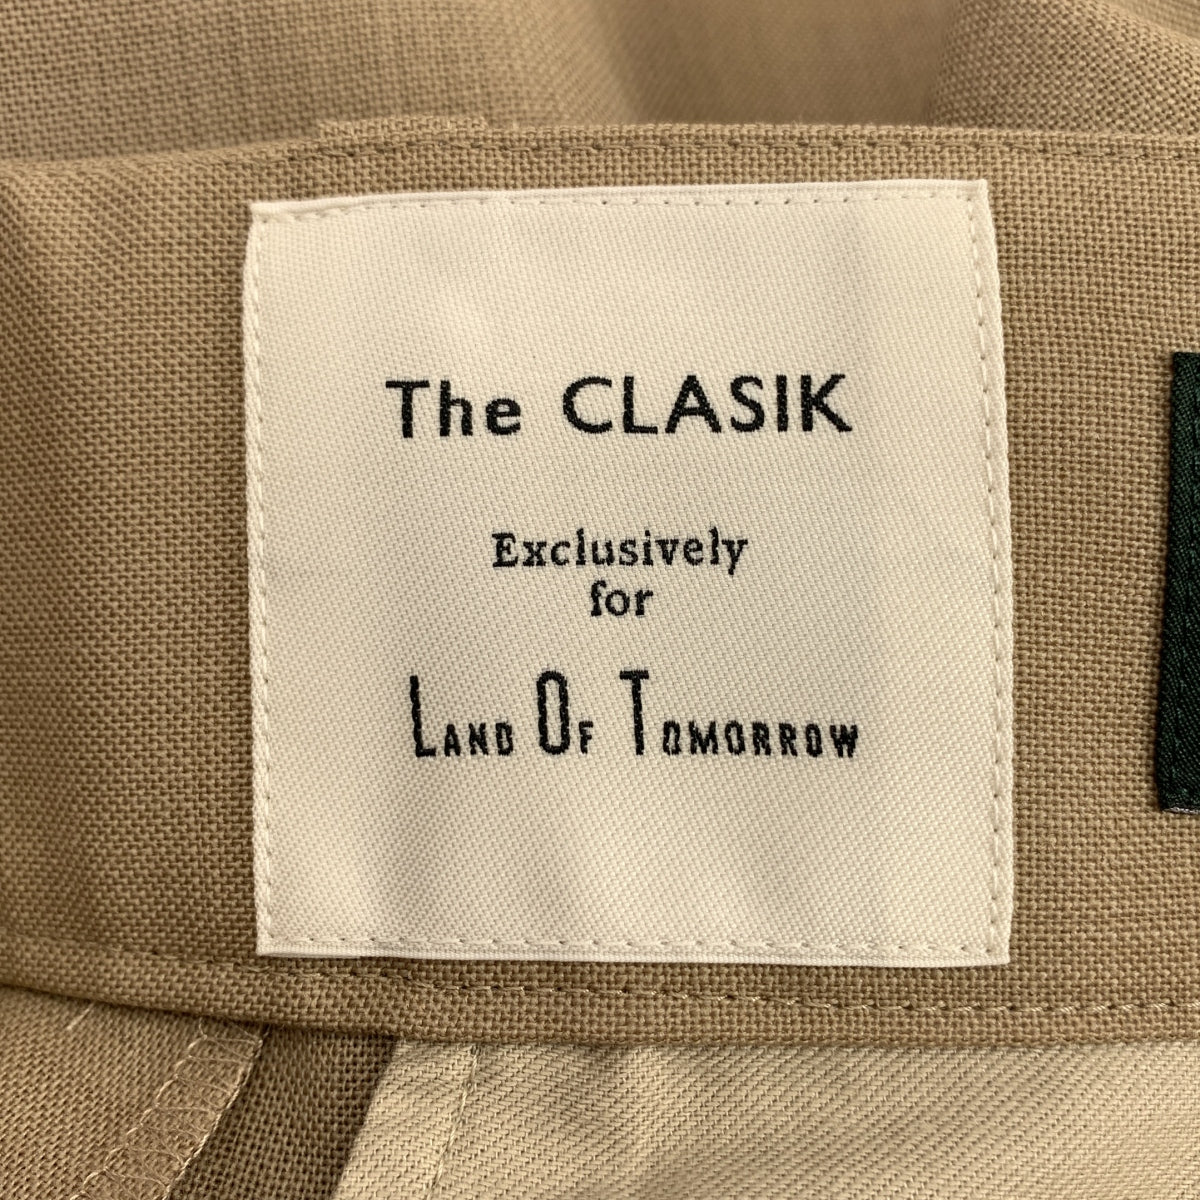 The CLASIK
Exclusively
for
LAND OF TOMORROW